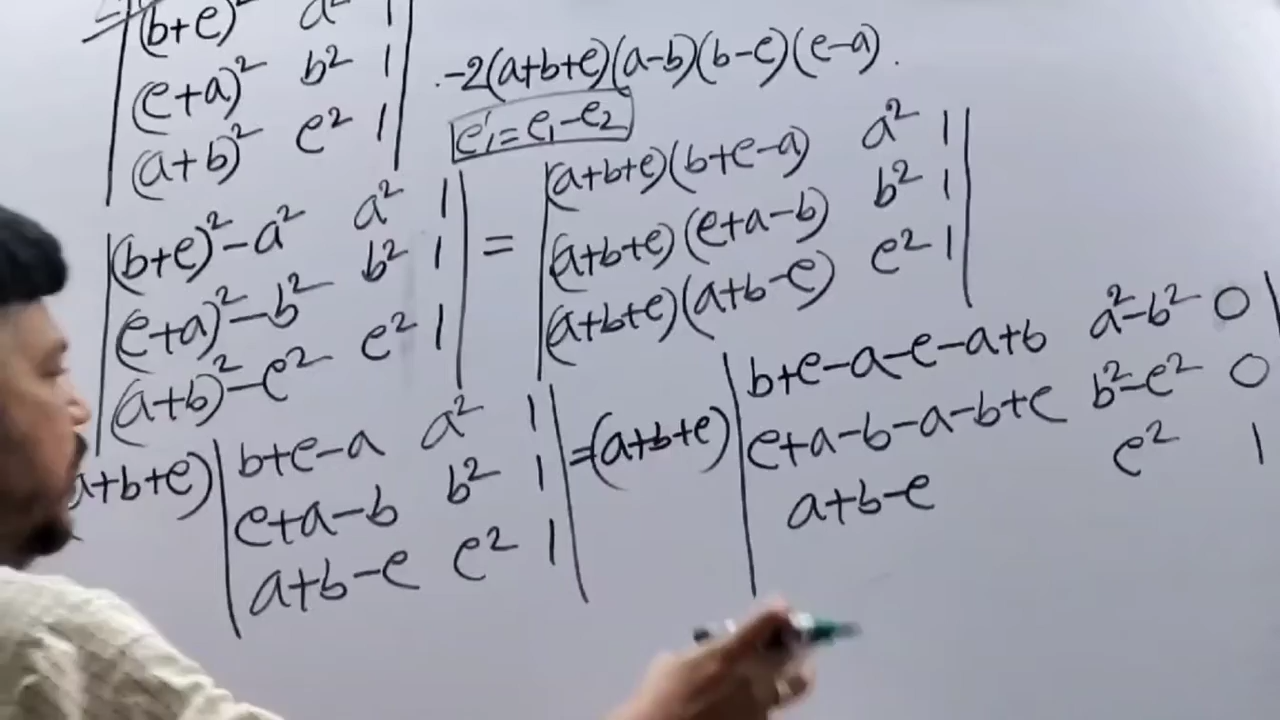 = | (b+c)² a² 1 |
| (c+a)² b² 1 |
| (a+b)² c² 1 |
-2(a+b+c)(a-b)(b-c)(c-a).
c₁' = c₁-c₂
| (b+c)²-a² a² 1 |
| (c+a)²-b² b² 1 |
| (a+b)²-c² c² 1 |
= | (a+b+c)(b+c-a) a² 1 |
| (a+b+c)(c+a-b) b² 1 |
| (a+b+c)(a+b-c) c² 1 |
a+b+c) | b+c-a a² 1 |
| c+a-b b² 1 |
| a+b-c c² 1 |
=(a+b+c) | b+c-a-c-a+b a²-b² 0 |
| c+a-b-a-b+c b²-c² 0
| a+b-c c² 1